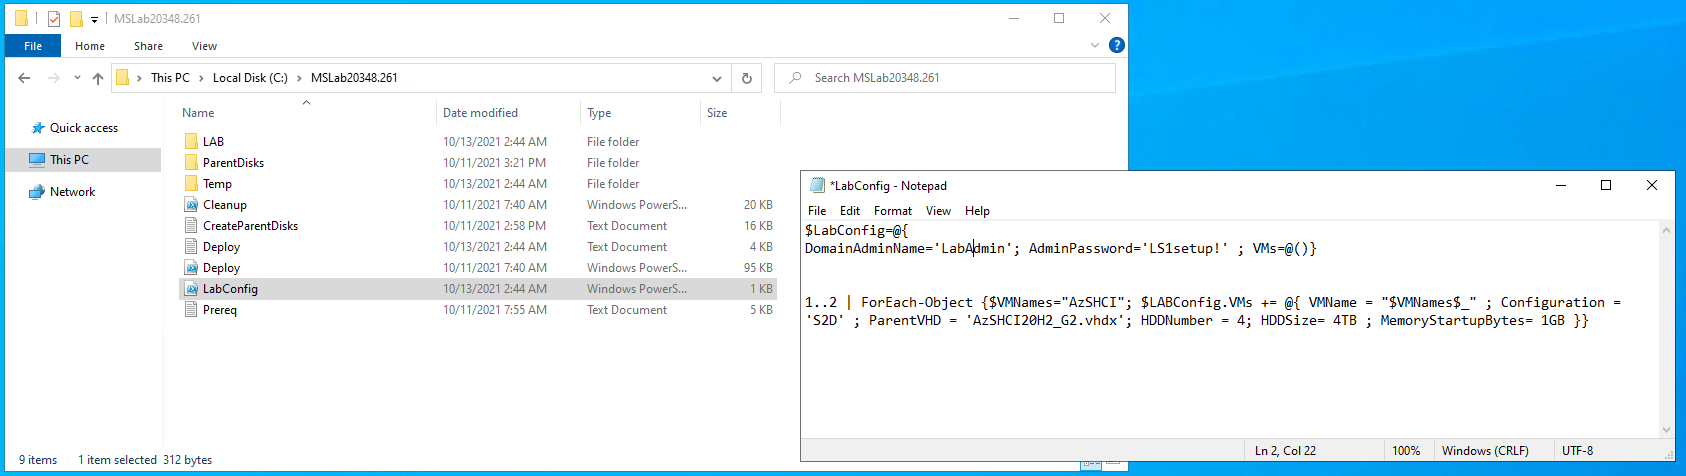 MSLab20348.261
File Home Share View
This PC Local Disk (C:) MSLab20348.261
Search MSLab20348.261
Quick access
This PC
Network
Name Date modified Type Size
LAB 10/13/2021 2:44 AM File folder
ParentDisks 10/11/2021 3:21 PM File folder
Temp 10/13/2021 2:44 AM File folder
Cleanup 10/11/2021 7:40 AM Windows PowerS... 20 KB
CreateParentDisks 10/11/2021 2:58 PM Text Document 16 KB
Deploy 10/13/2021 2:44 AM Text Document 4 KB
Deploy 10/11/2021 7:40 AM Windows PowerS... 95 KB
LabConfig 10/13/2021 2:44 AM Windows PowerS... 1 KB
Prereq 10/11/2021 7:55 AM Text Document 5 KB
9 items 1 item selected 312 bytes
*LabConfig - Notepad
File Edit Format View Help
$LabConfig=@{
DomainAdminName='LabAdmin'; AdminPassword='LS1setup!' ; VMs=@()}
1..2 | ForEach-Object {$VMNames="AzSHCI"; $LABConfig.VMs += @{ VMName = "$VMNames$_" ; Configuration =
'S2D' ; ParentVHD = 'AzSHCI20H2_G2.vhdx'; HDDNumber = 4; HDDSize= 4TB ; MemoryStartupBytes= 1GB }}
Ln 2, Col 22 100% Windows (CRLF) UTF-8